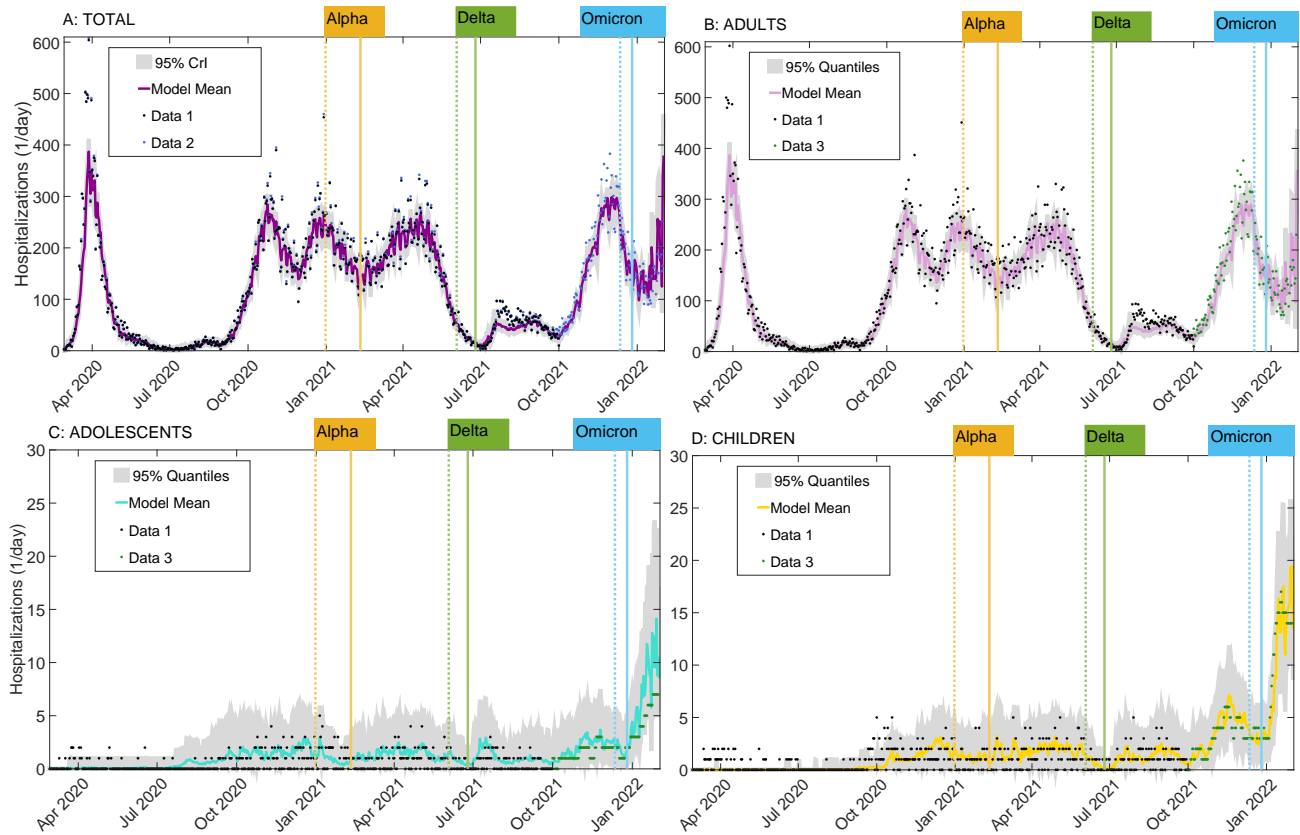 A: TOTAL
Alpha
Delta
Omicron
600
500
400
300
200
100
0
Hospitalizations (1/day)
95% CrI
Model Mean
Data 1
Data 2
Apr 2020
Jul 2020
Oct 2020
Jan 2021
Apr 2021
Jul 2021
Oct 2021
Jan 2022
B: ADULTS
Alpha
Delta
Omicron
600
500
400
300
200
100
0
95% Quantiles
Model Mean
Data 1
Data 3
Apr 2020
Jul 2020
Oct 2020
Jan 2021
Apr 2021
Jul 2021
Oct 2021
Jan 2022
C: ADOLESCENTS
Alpha
Delta
Omicron
30
25
20
15
10
5
0
Hospitalizations (1/day)
95% Quantiles
Model Mean
Data 1
Data 3
Apr 2020
Jul 2020
Oct 2020
Jan 2021
Apr 2021
Jul 2021
Oct 2021
Jan 2022
D: CHILDREN
Alpha
Delta
Omicron
30
25
20
15
10
5
0
95% Quantiles
Model Mean
Data 1
Data 3
Apr 2020
Jul 2020
Oct 2020
Jan 2021
Apr 2021
Jul 2021
Oct 2021
Jan 2022